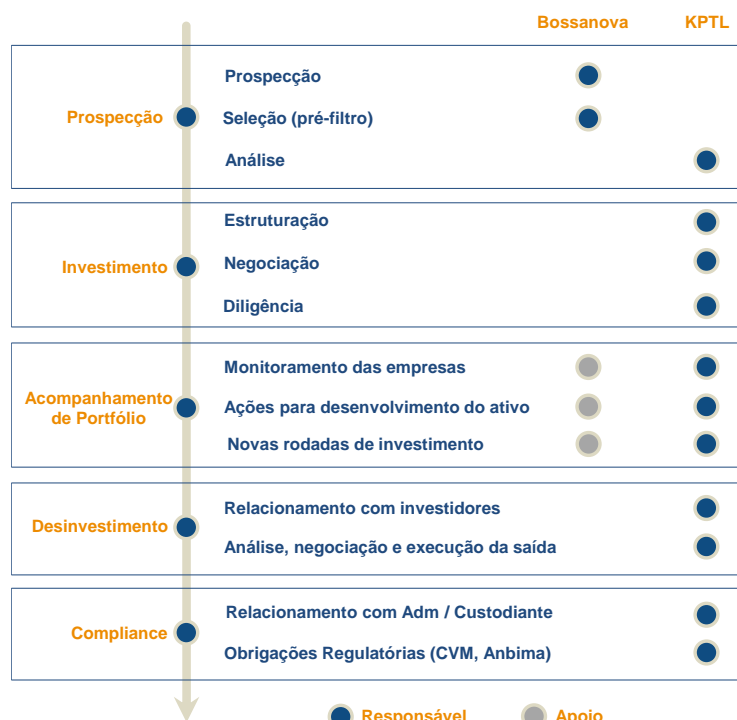 Bossanova KPTL
Prospecção
Prospecção
Seleção (pré-filtro)
Análise
Investimento
Estruturação
Negociação
Diligência
Acompanhamento
de Portfólio
Monitoramento das empresas
Ações para desenvolvimento do ativo
Novas rodadas de investimento
Desinvestimento
Relacionamento com investidores
Análise, negociação e execução da saída
Compliance
Relacionamento com Adm / Custodiante
Obrigações Regulatórias (CVM, Anbima)
Responsável Apoio